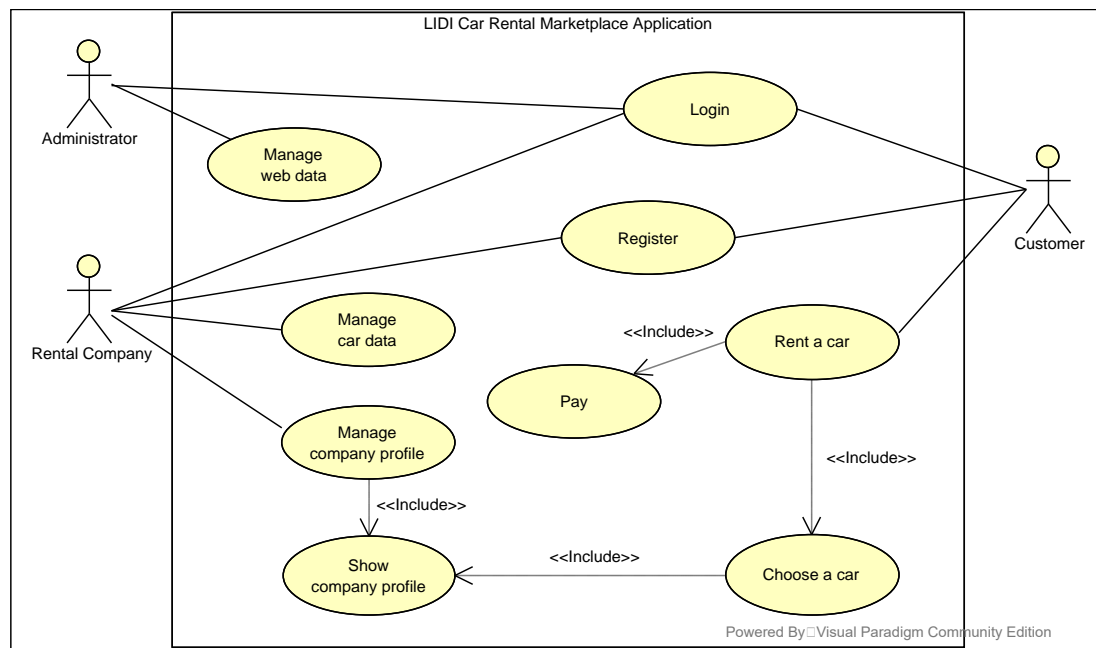 LIDI Car Rental Marketplace Application
Administrator
Login
Manage
web data
Customer
Register
Rental Company
Manage
car data
<<Include>>
Rent a car
Pay
Manage
company profile
<<Include>>
<<Include>>
Show
company profile
<<Include>>
Choose a car
Powered By□Visual Paradigm Community Edition